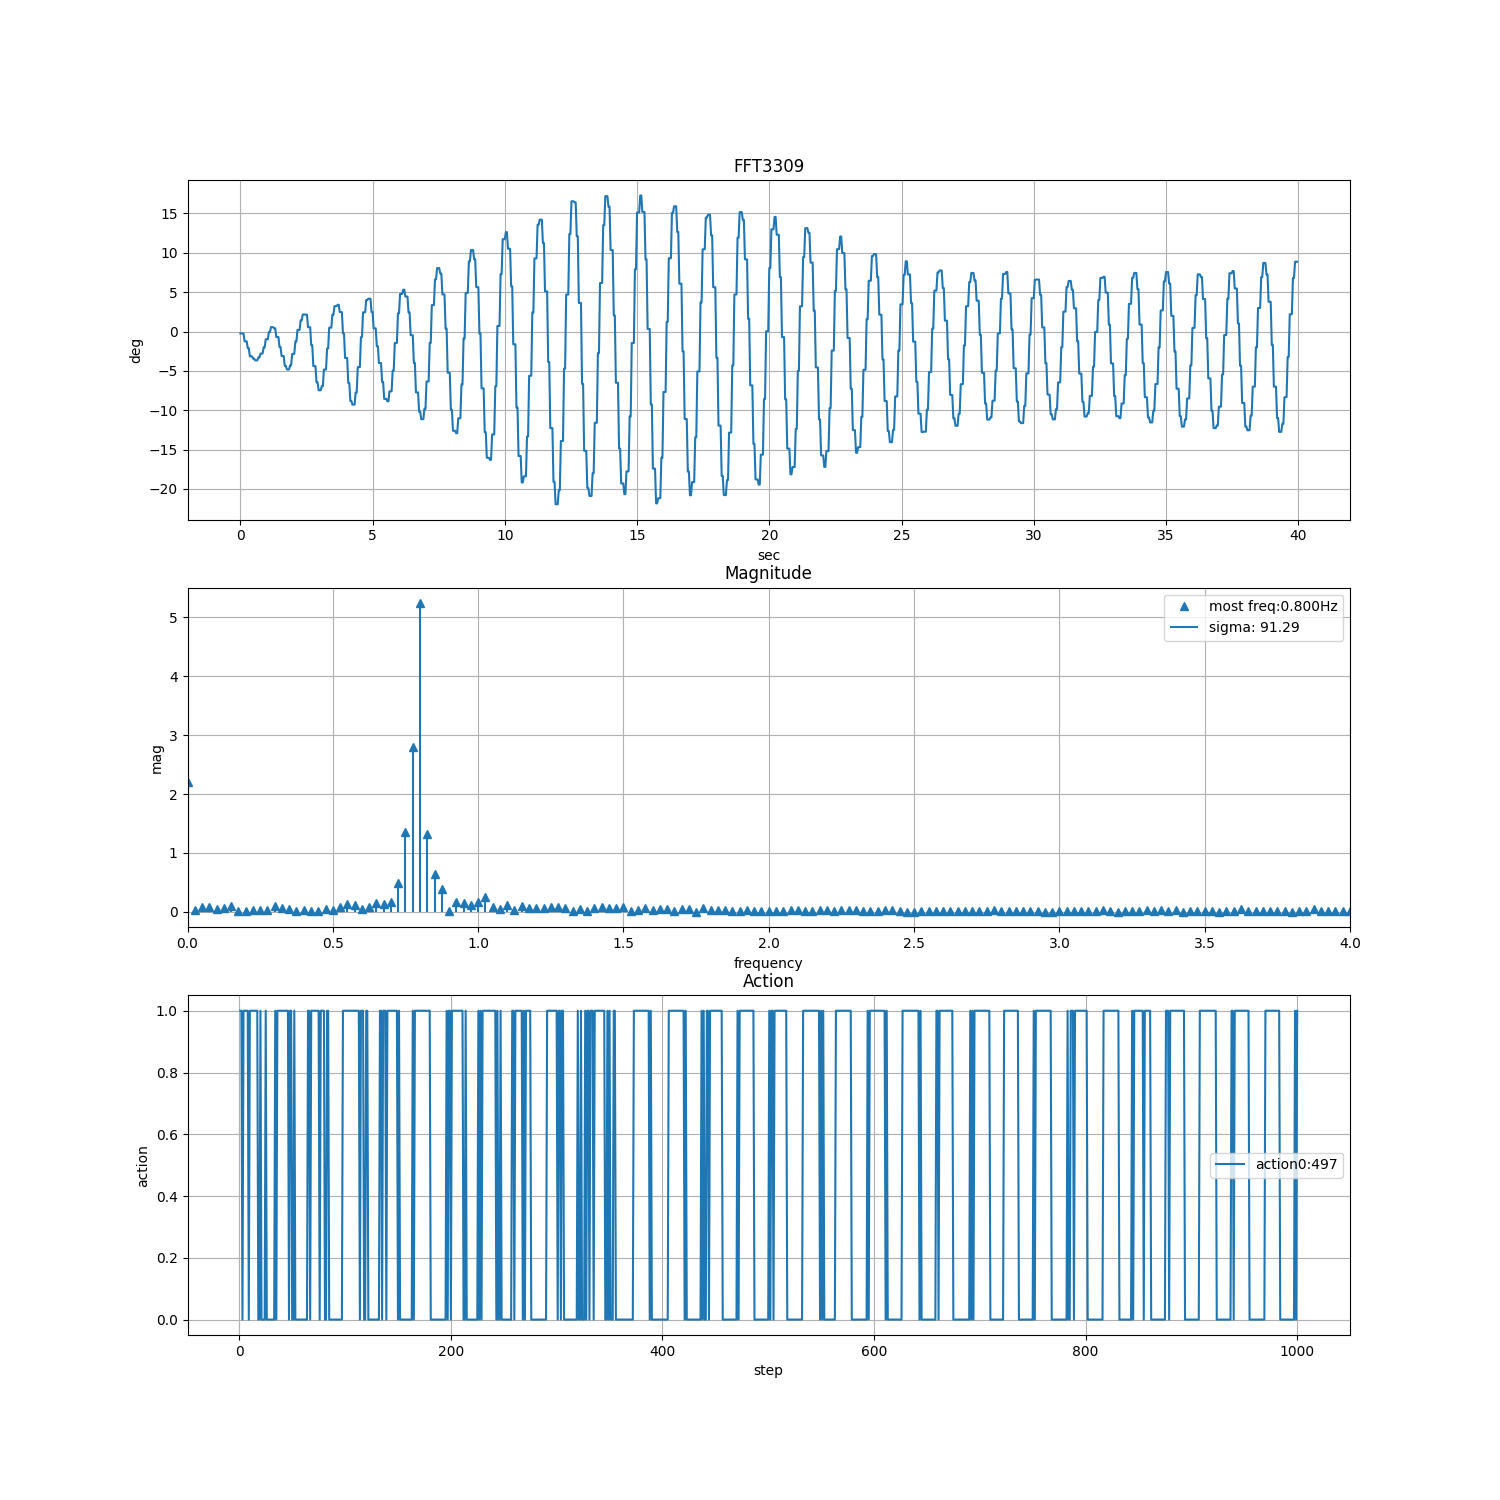 FFT3309
15
10
5
0
−5
−10
−15
−20
deg
0 5 10 15 20 25 30 35 40
sec
Magnitude
5
4
3
2
1
0
mag
most freq:0.800Hz
sigma: 91.29
0.0 0.5 1.0 1.5 2.0 2.5 3.0 3.5 4.0
frequency
Action
1.0
0.8
0.6
0.4
0.2
0.0
action
action0:497
0 200 400 600 800 1000
step